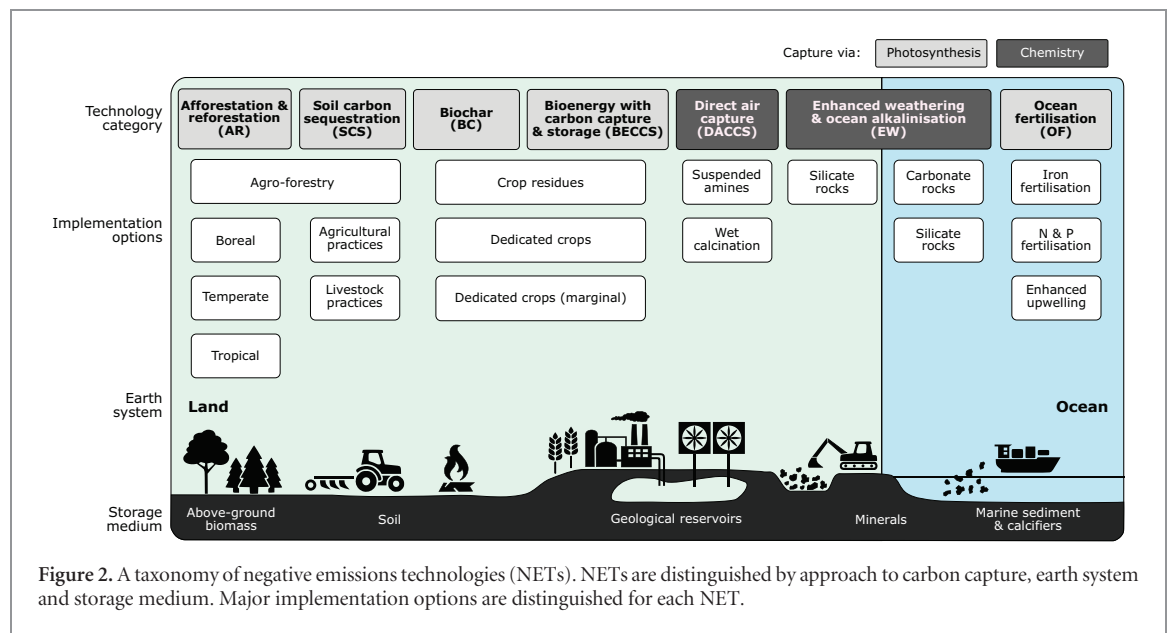 Capture via: Photosynthesis Chemistry
Technology
category
Afforestation &
reforestation
(AR)
Soil carbon
sequestration
(SCS)
Biochar
(BC)
Bioenergy with
carbon capture
& storage (BECCS)
Direct air
capture
(DACCS)
Enhanced weathering
& ocean alkalinisation
(EW)
Ocean
fertilisation
(OF)
Implementation
options
Agro-forestry
Crop residues
Suspended
amines
Silicate
rocks
Carbonate
rocks
Iron
fertilisation
Boreal
Agricultural
practices
Dedicated crops
Wet
calcination
Silicate
rocks
N & P
fertilisation
Temperate
Livestock
practices
Dedicated crops (marginal)
Enhanced
upwelling
Tropical
Earth
system
Land
Ocean
Storage
medium
Above-ground
biomass
Soil
Geological reservoirs
Minerals
Marine sediment
& calcifiers
Figure 2. A taxonomy of negative emissions technologies (NETs). NETs are distinguished by approach to carbon capture, earth system
and storage medium. Major implementation options are distinguished for each NET.